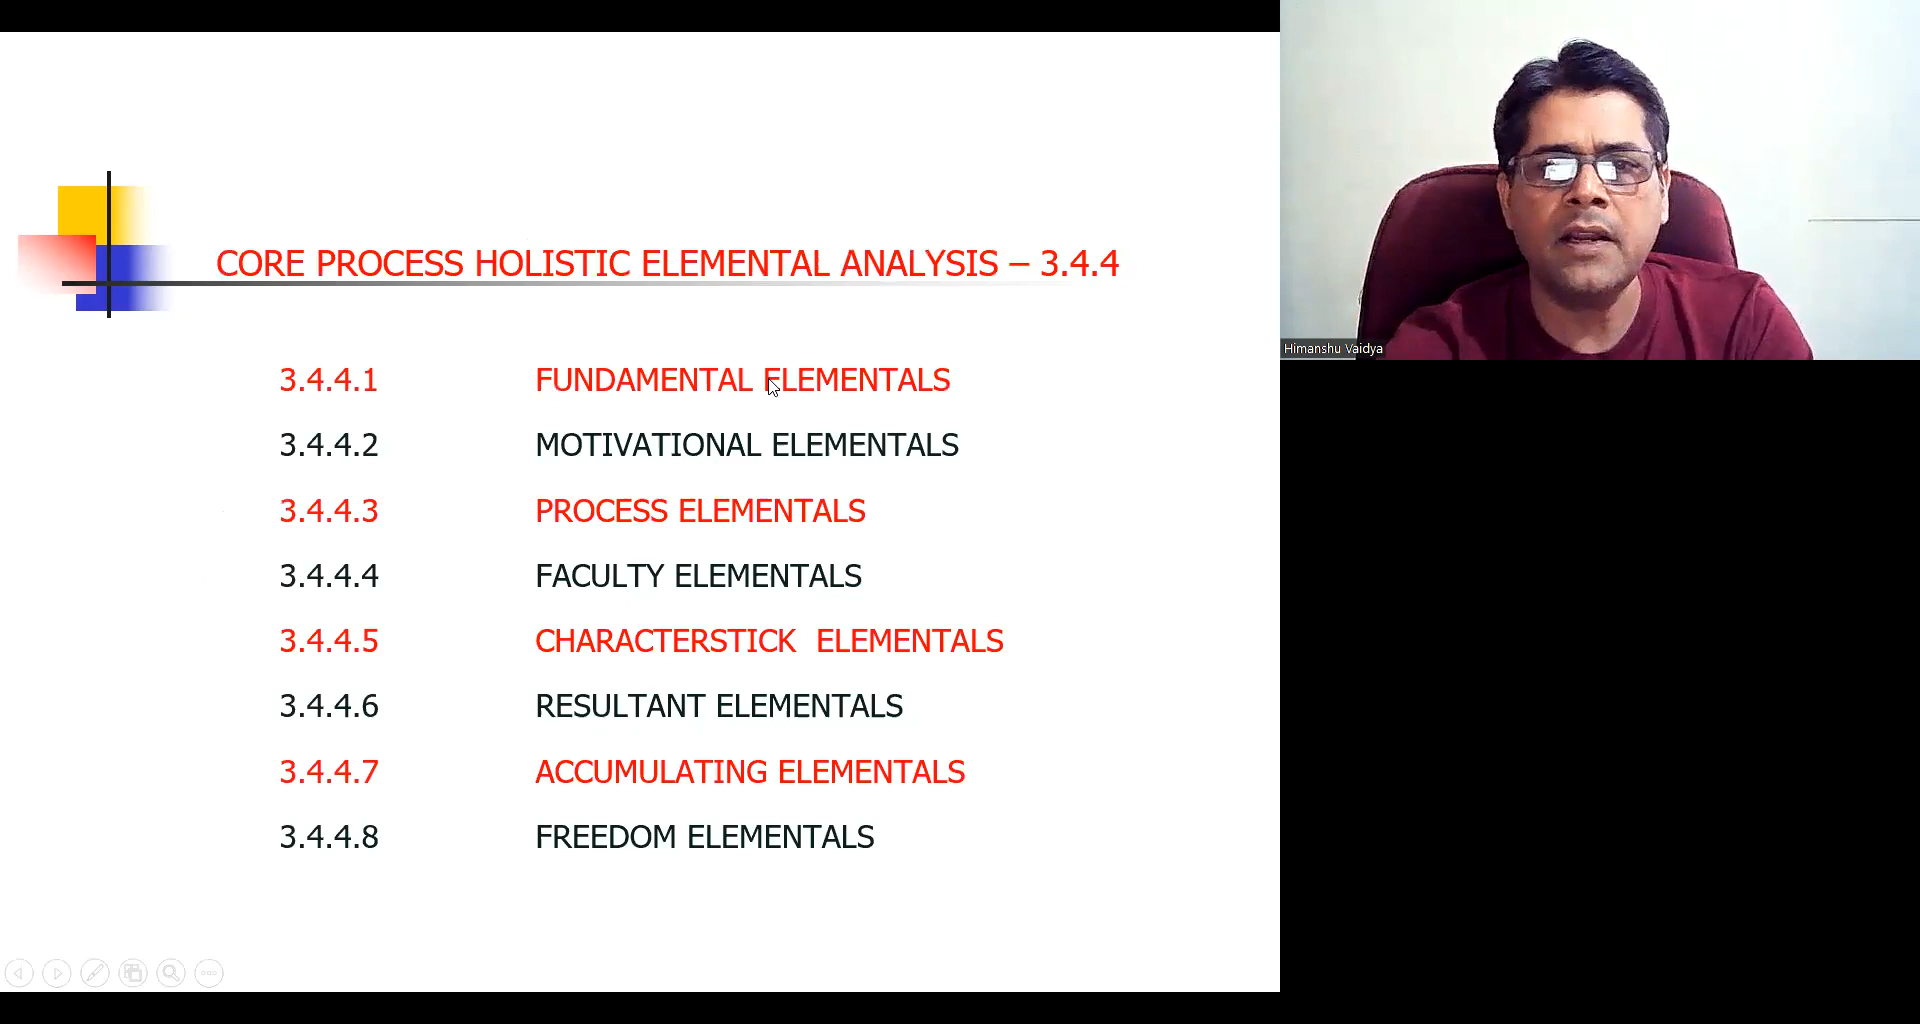 CORE PROCESS HOLISTIC ELEMENTAL ANALYSIS – 3.4.4
3.4.4.1 FUNDAMENTAL ELEMENTALS
3.4.4.2 MOTIVATIONAL ELEMENTALS
3.4.4.3 PROCESS ELEMENTALS
3.4.4.4 FACULTY ELEMENTALS
3.4.4.5 CHARACTERSTICK ELEMENTALS
3.4.4.6 RESULTANT ELEMENTALS
3.4.4.7 ACCUMULATING ELEMENTALS
3.4.4.8 FREEDOM ELEMENTALS
Himanshu Vaidya